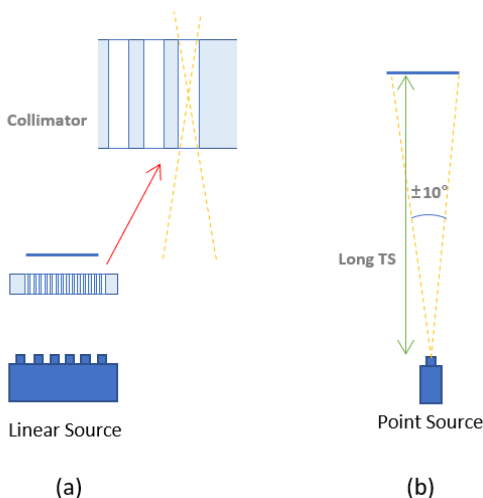 Collimator
±10°
Long TS
Linear Source
Point Source
(a)
(b)